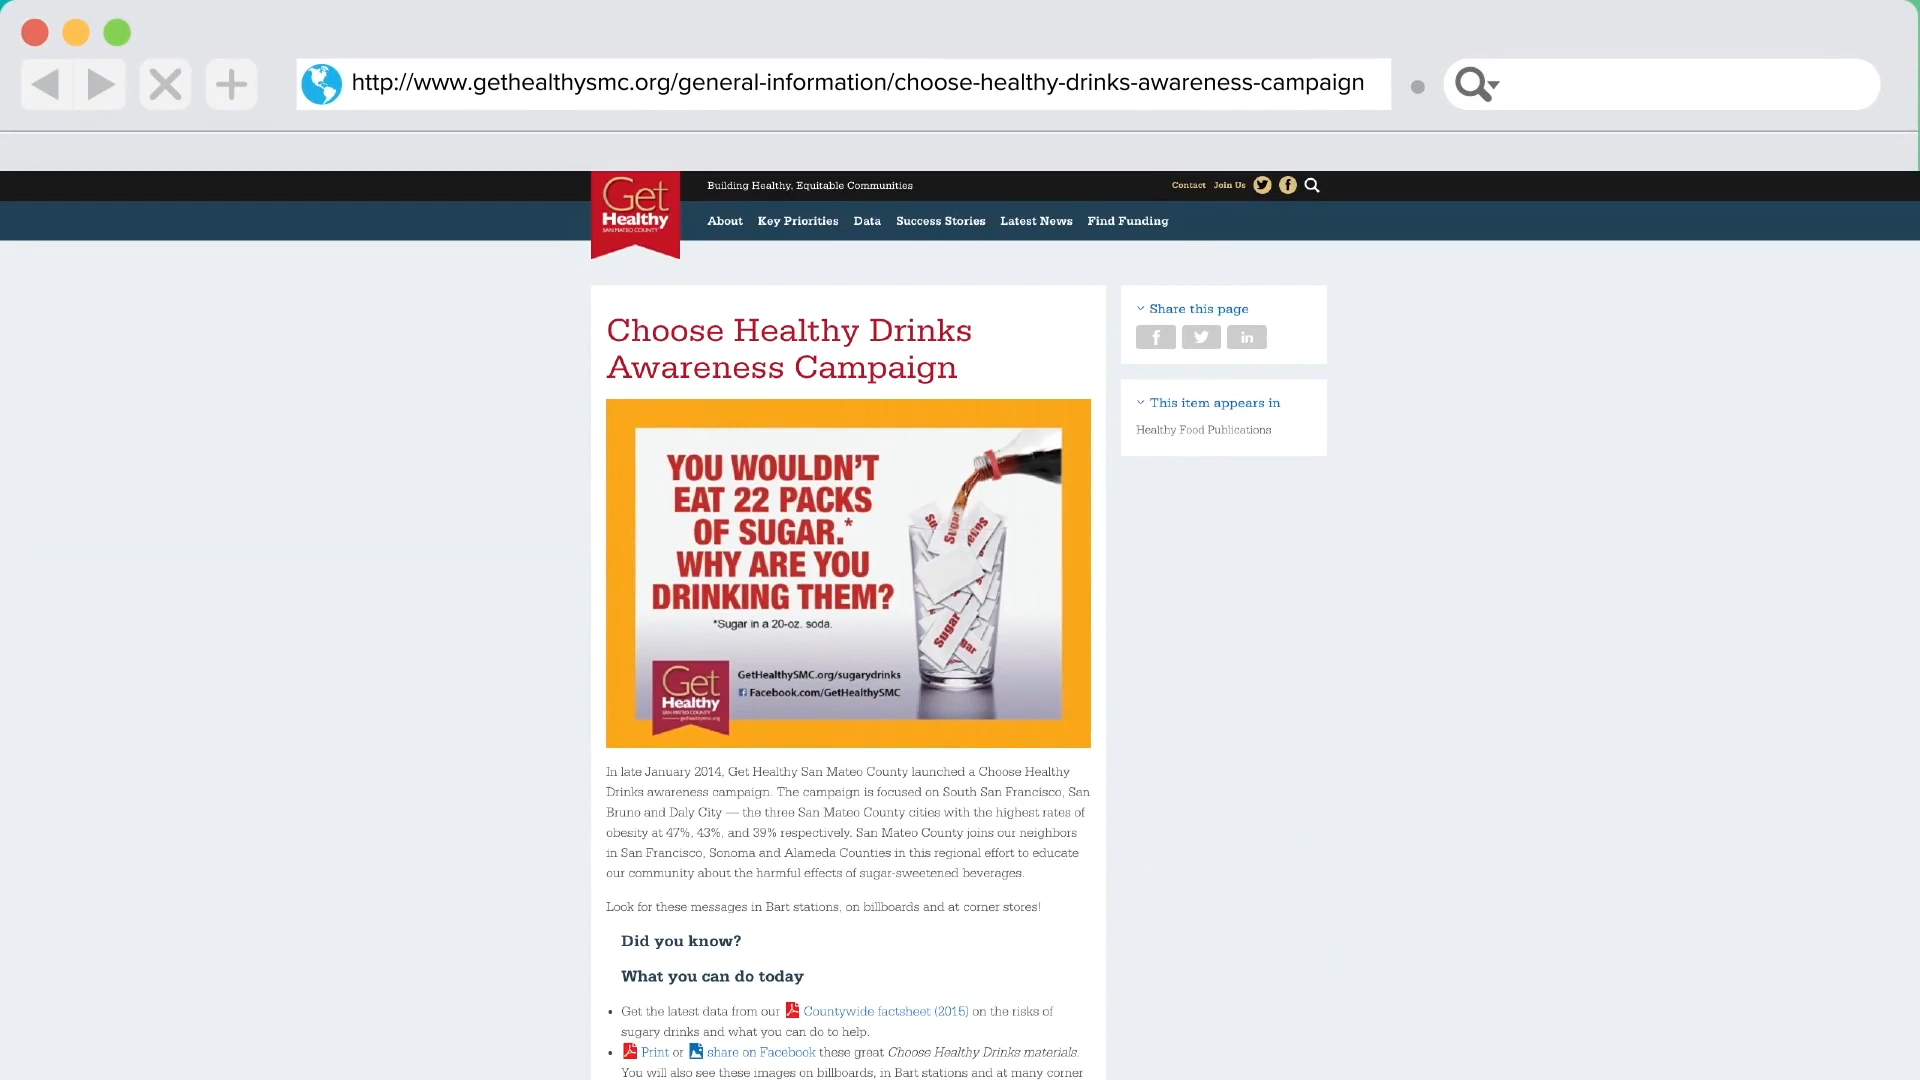 http://www.gethealthysmc.org/general-information/choose-healthy-drinks-awareness-campaign
Get
Healthy
SAN MATEO COUNTY
Building Healthy, Equitable Communities
Contact Join Us
About Key Priorities Data Success Stories Latest News Find Funding
Choose Healthy Drinks
Awareness Campaign
YOU WOULDN'T
EAT 22 PACKS
OF SUGAR.*
WHY ARE YOU
DRINKING THEM?
*Sugar in a 20-oz. soda.
Sugar
Sugar
Get
Healthy
SAN MATEO COUNTY
gethealthysmc.org
GetHealthySMC.org/sugarydrinks
Facebook.com/GetHealthySMC
In late January 2014, Get Healthy San Mateo County launched a Choose Healthy
Drinks awareness campaign. The campaign is focused on South San Francisco, San
Bruno and Daly City — the three San Mateo County cities with the highest rates of
obesity at 47%, 43%, and 39% respectively. San Mateo County joins our neighbors
in San Francisco, Sonoma and Alameda Counties in this regional effort to educate
our community about the harmful effects of sugar-sweetened beverages.
Look for these messages in Bart stations, on billboards and at corner stores!
Did you know?
What you can do today
• Get the latest data from our Countywide factsheet (2015) on the risks of
sugary drinks and what you can do to help.
• Print or share on Facebook these great Choose Healthy Drinks materials.
You will also see these images on billboards, in Bart stations and at many corner
Share this page
This item appears in
Healthy Food Publications